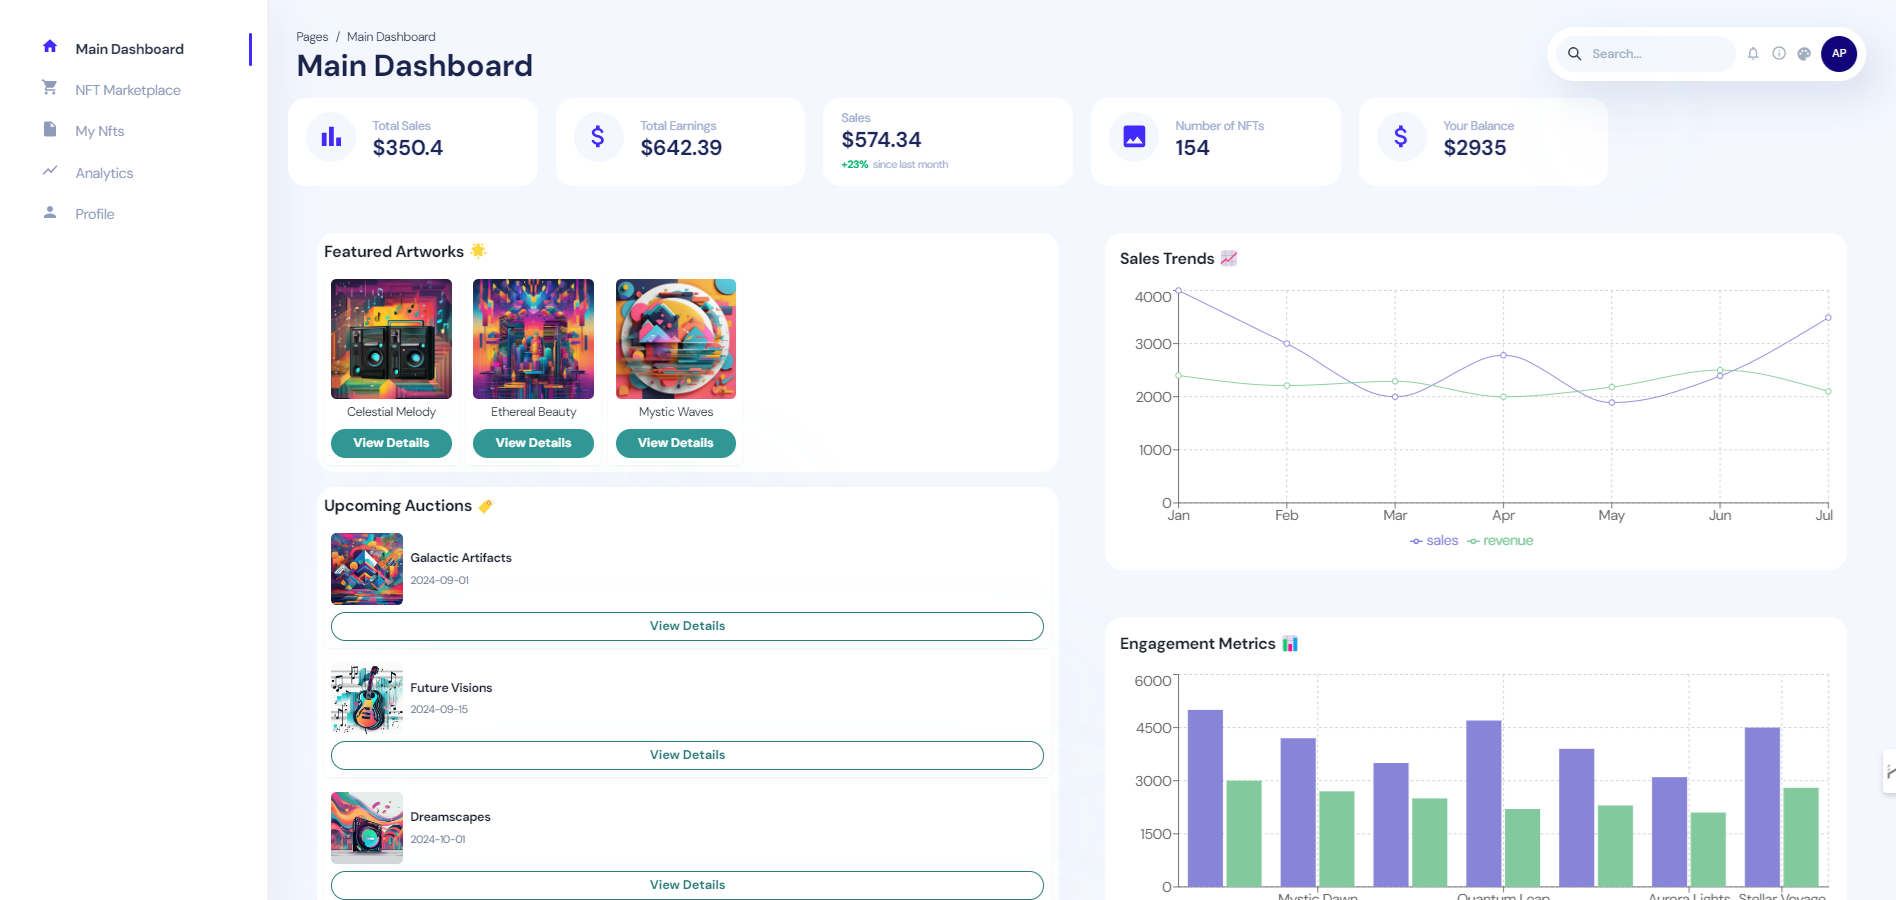 Main Dashboard
NFT Marketplace
My Nfts
Analytics
Profile
Pages / Main Dashboard
Main Dashboard
Search...
AP
Total Sales
$350.4
Total Earnings
$642.39
Sales
$574.34
+23% since last month
Number of NFTs
154
Your Balance
$2935
Featured Artworks 🌟
Celestial Melody
View Details
Ethereal Beauty
View Details
Mystic Waves
View Details
Upcoming Auctions 🏷️
Galactic Artifacts
2024-09-01
View Details
Future Visions
2024-09-15
View Details
Dreamscapes
2024-10-01
View Details
Sales Trends 📈
4000
3000
2000
1000
0
Jan Feb Mar Apr May Jun Jul
sales revenue
Engagement Metrics 📊
6000
4500
3000
1500
0
Mystic Dawn Quantum Leap Aurora Lights Stellar Voyage